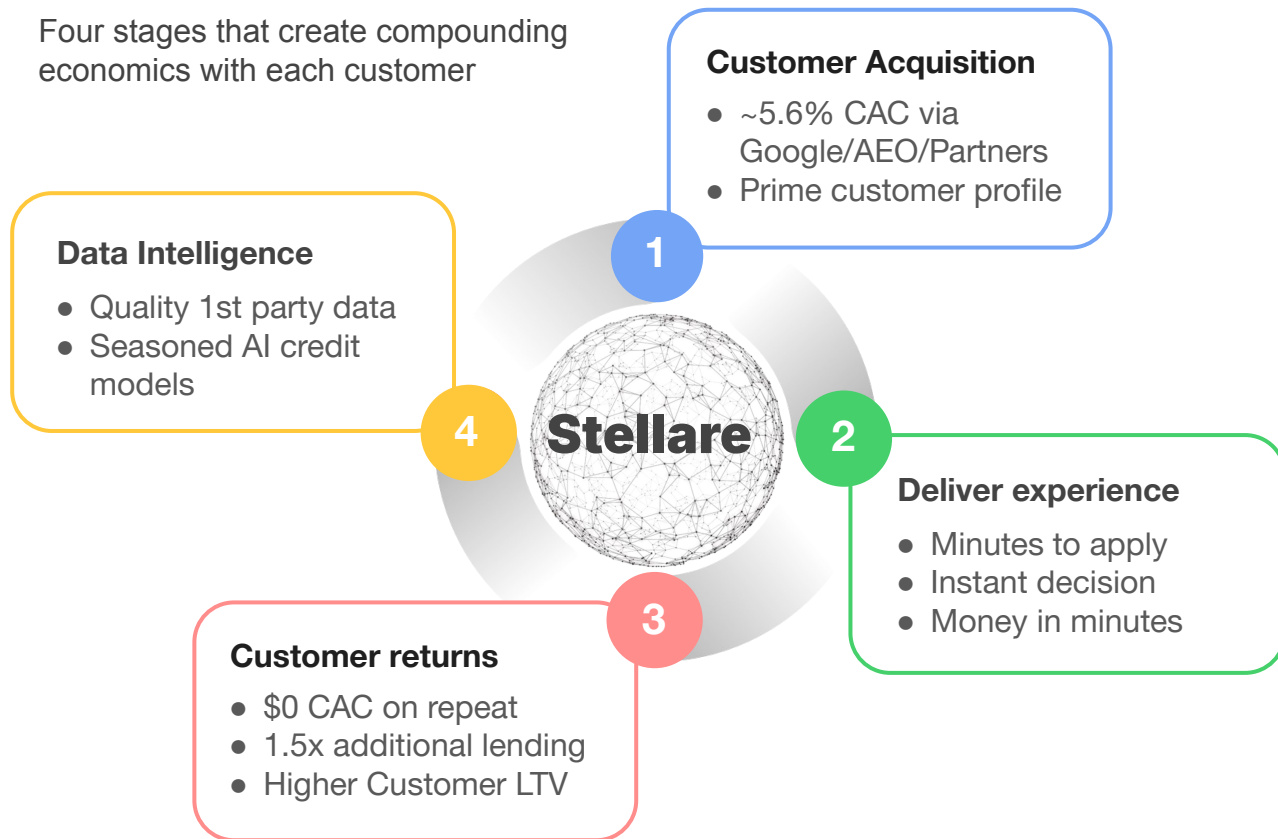 Four stages that create compounding
economics with each customer
1
Customer Acquisition
● ~5.6% CAC via
Google/AEO/Partners
● Prime customer profile
2
Deliver experience
● Minutes to apply
● Instant decision
● Money in minutes
3
Customer returns
● $0 CAC on repeat
● 1.5x additional lending
● Higher Customer LTV
4
Data Intelligence
● Quality 1st party data
● Seasoned AI credit
models
Stellare